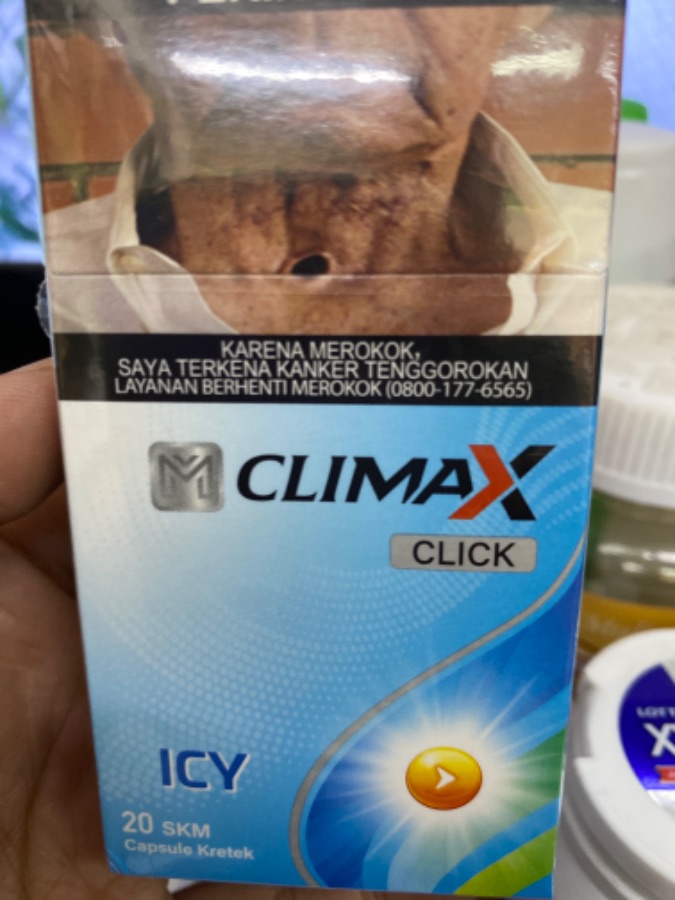 KARENA MEROKOK,
SAYA TERKENA KANKER TENGGOROKAN
LAYANAN BERHENTI MEROKOK (0800-177-6565)
M CLIMAX
CLICK
ICY
20 SKM
Capsule Kretek